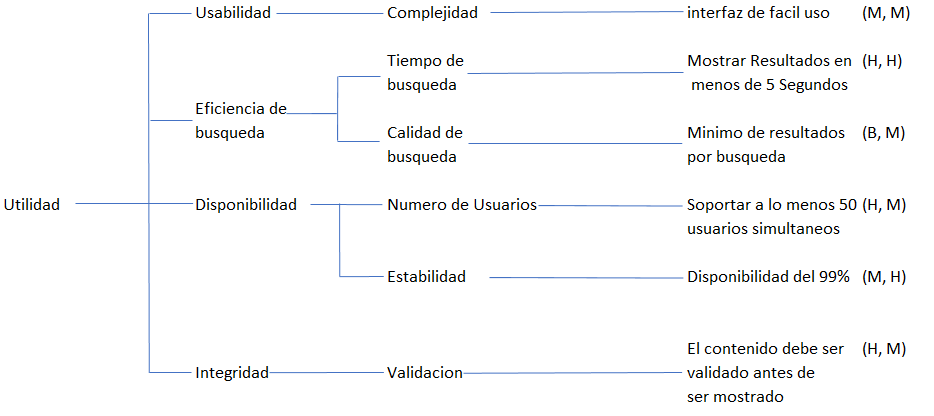 Usabilidad Complejidad interfaz de facil uso (M, M)
Tiempo de Mostrar Resultados en (H, H)
busqueda menos de 5 Segundos
Eficiencia de
busqueda
Calidad de Minimo de resultados (B, M)
busqueda por busqueda
Utilidad Disponibilidad Numero de Usuarios Soportar a lo menos 50 (H, M)
usuarios simultaneos
Estabilidad Disponibilidad del 99% (M, H)
El contenido debe ser (H, M)
Integridad Validacion validado antes de
ser mostrado